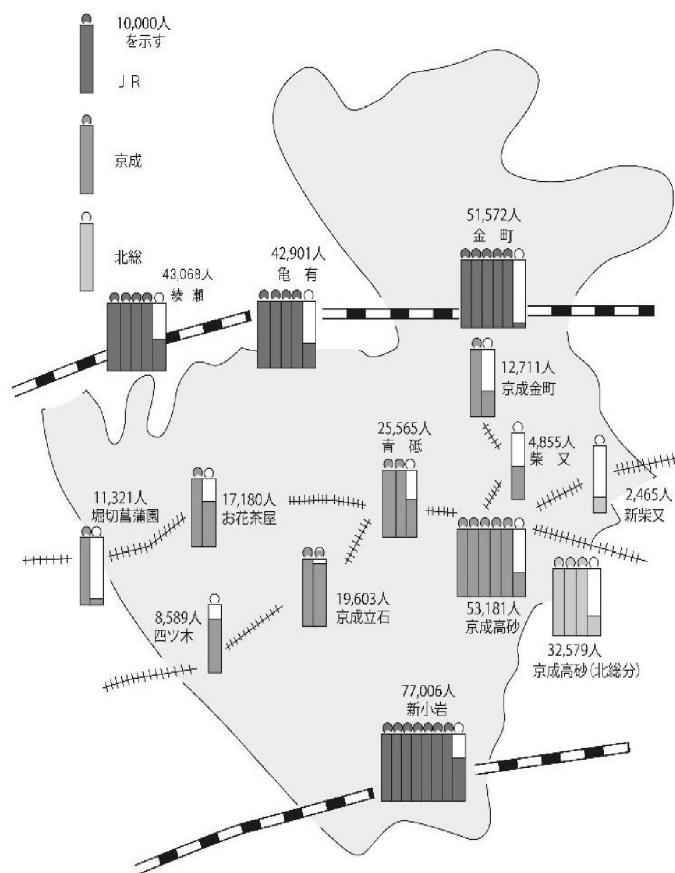 10,000人
を示す
ＪＲ
京成
北総
51,572人
金 町
42,901人
亀 有
43,068人
綾 瀬
12,711人
京成金町
25,565人
青 砥
4,855人
柴 又
11,321人
堀切菖蒲園
17,180人
お花茶屋
2,465人
新柴又
8,589人
四ツ木
19,603人
京成立石
53,181人
京成高砂
32,579人
京成高砂（北総分）
77,006人
新小岩